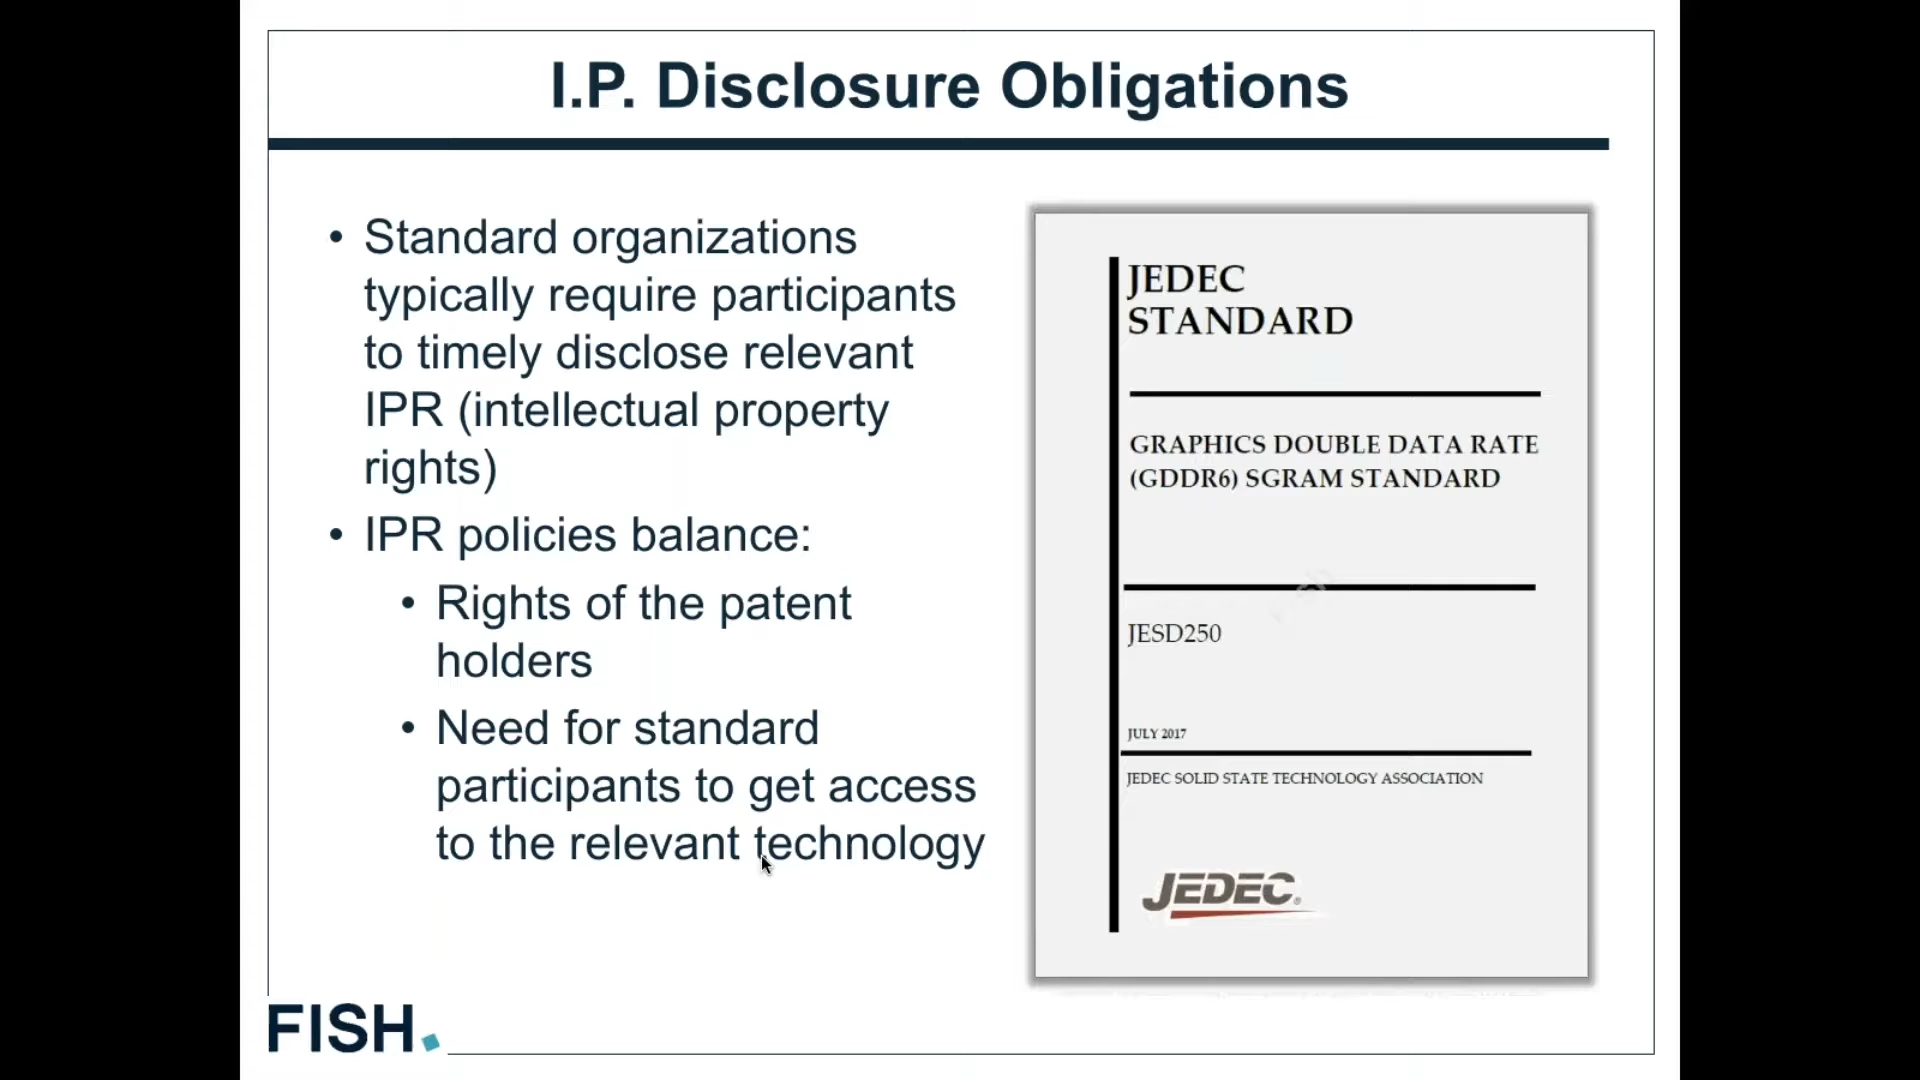 I.P. Disclosure Obligations
• Standard organizations
typically require participants
to timely disclose relevant
IPR (intellectual property
rights)
• IPR policies balance:
• Rights of the patent
holders
• Need for standard
participants to get access
to the relevant technology
JEDEC
STANDARD
GRAPHICS DOUBLE DATA RATE
(GDDR6) SGRAM STANDARD
JESD250
JULY 2017
JEDEC SOLID STATE TECHNOLOGY ASSOCIATION
JEDEC®
FISH.